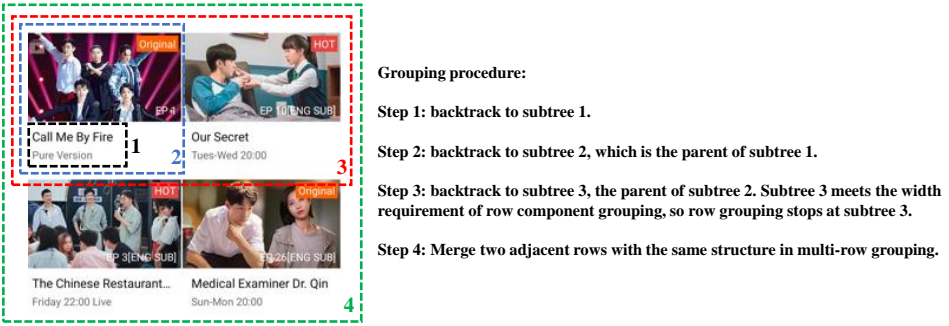 Original
HOT
EP 4
EP 10[ENG SUB]
Call Me By Fire
Our Secret
1
Pure Version
Tues-Wed 20:00
2
3
HOT
Original
EP 3[ENG SUB]
EP 26[ENG SUB]
The Chinese Restaurant...
Medical Examiner Dr. Qin
Friday 22:00 Live
Sun-Mon 20:00
4
Grouping procedure:
Step 1: backtrack to subtree 1.
Step 2: backtrack to subtree 2, which is the parent of subtree 1.
Step 3: backtrack to subtree 3, the parent of subtree 2. Subtree 3 meets the width
requirement of row component grouping, so row grouping stops at subtree 3.
Step 4: Merge two adjacent rows with the same structure in multi-row grouping.